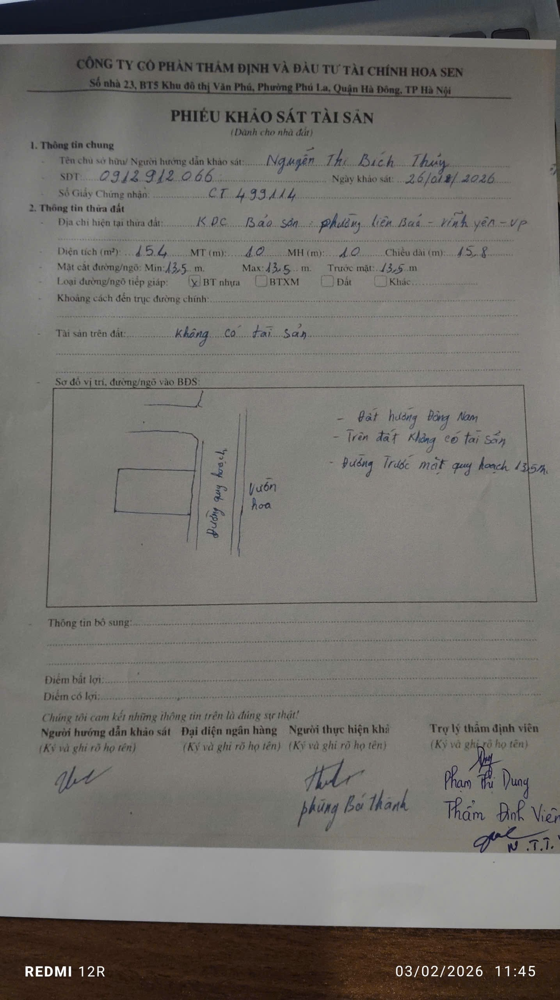 CÔNG TY CỔ PHẦN THẨM ĐỊNH VÀ ĐẦU TƯ TÀI CHÍNH HOA SEN
Số nhà 23, BT5 Khu đô thị Văn Phú, Phường Phú La, Quận Hà Đông, TP Hà Nội
PHIẾU KHẢO SÁT TÀI SẢN
(Dành cho nhà đất)
1. Thông tin chung
- Tên chủ sở hữu/ Người hướng dẫn khảo sát: Nguyễn Thị Bích Thủy
- SĐT: 0912 912 066 Ngày khảo sát: 26/01/2026
- Số Giấy Chứng nhận: CT 499114
2. Thông tin thửa đất
- Địa chỉ hiện tại thửa đất: KDC Bảo Sơn - phường Liên Bảo - Vĩnh Yên - VP
- Diện tích (m²): 154 MT (m): 10 MH (m): 10 Chiều dài (m): 15,8
- Mặt cắt đường/ngõ: Min: 13,5 m. Max: 13,5 m. Trước mặt: 13,5 m
- Loại đường/ngõ tiếp giáp: x BT nhựa BTXM Đất Khác
- Khoảng cách đến trục đường chính:
- Tài sản trên đất: Không có tài sản
- Sơ đồ vị trí, đường/ngõ vào BĐS:
- Đất hướng Đông Nam
- Trên đất không có tài sản
- Đường trước mặt quy hoạch 13,5m.
Đường quy hoạch
Vườn
hoa
- Thông tin bổ sung:
Điểm bất lợi:
Điểm có lợi:
Chúng tôi cam kết những thông tin trên là đúng sự thật!
Người hướng dẫn khảo sát Đại diện ngân hàng Người thực hiện khả Trợ lý thẩm định viên
(Ký và ghi rõ họ tên) (Ký và ghi rõ họ tên) (Ký và ghi rõ họ tên) (Ký và ghi rõ họ tên)
Phạm Thị Dung
Phùng Bá Thành
Thẩm Định Viên
N.T.T.
REDMI 12R 03/02/2026 11:45